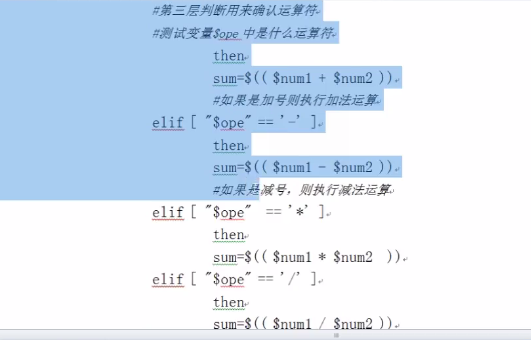 #第三层判断用来确认运算符
#测试变量$ope 中是什么运算符
then
sum=$(( $num1 + $num2 ))
#如果是加号则执行加法运算
elif [ "$ope" == '-' ]
then
sum=$(( $num1 - $num2 ))
#如果是减号，则执行减法运算
elif [ "$ope" == '*' ]
then
sum=$(( $num1 * $num2 ))
elif [ "$ope" == '/' ]
then
sum=$(( $num1 / $num2 ))